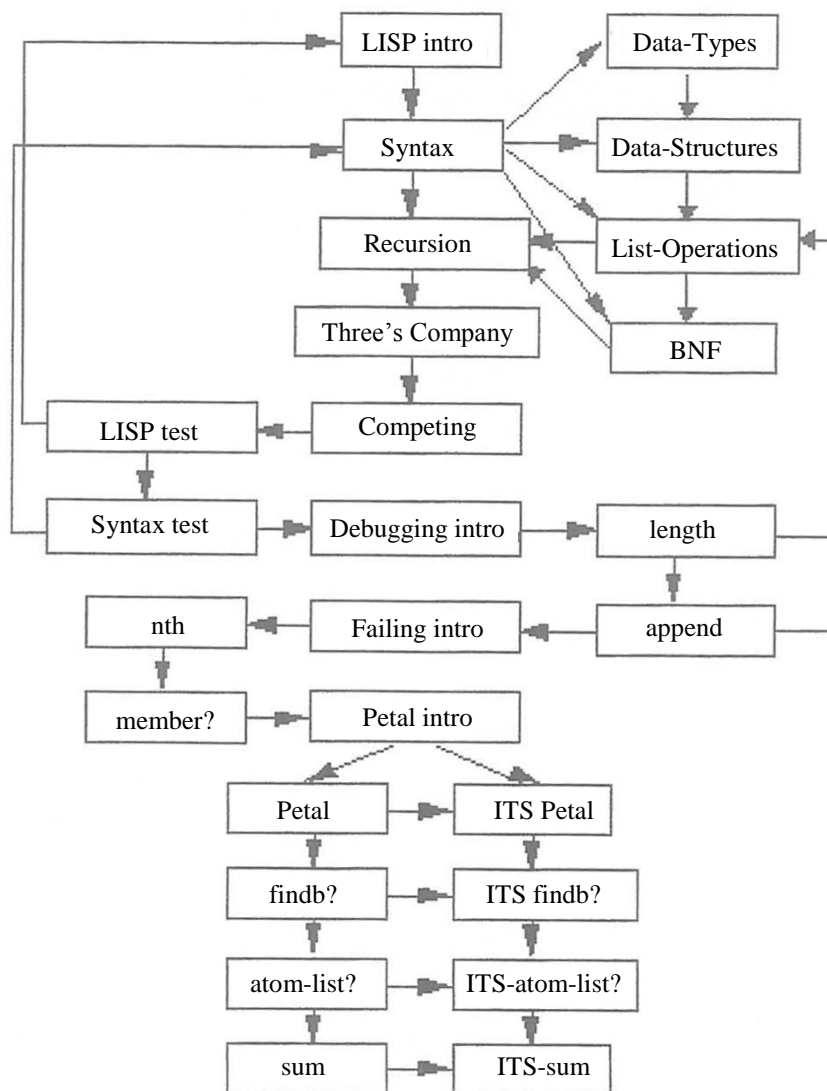 LISP intro
Data-Types
Syntax
Data-Structures
Recursion
List-Operations
Three’s Company
BNF
LISP test
Competing
Syntax test
Debugging intro
length
nth
Failing intro
append
member?
Petal intro
Petal
ITS Petal
findb?
ITS findb?
atom-list?
ITS-atom-list?
sum
ITS-sum